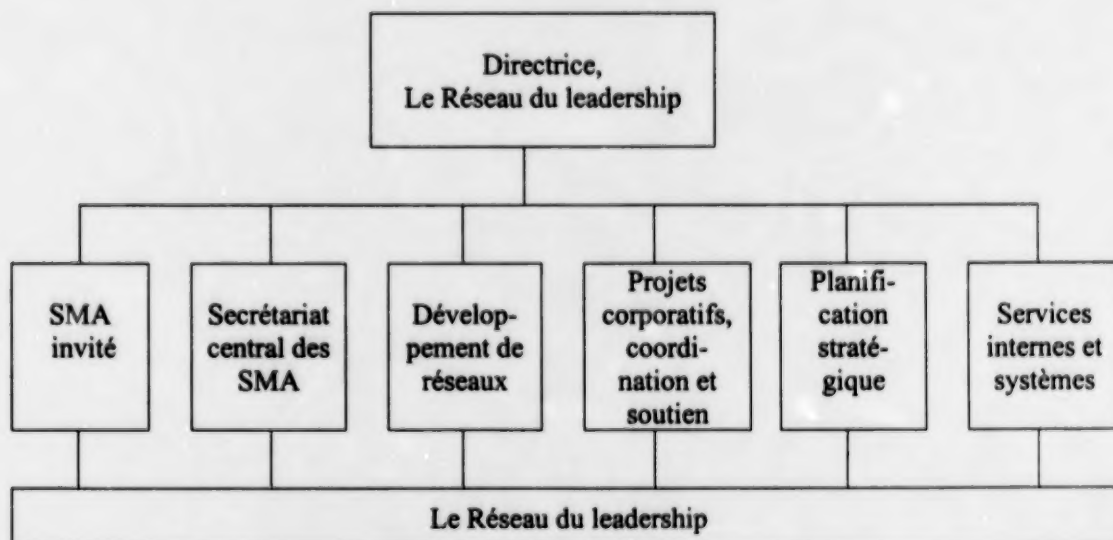 Directrice,
Le Réseau du leadership
SMA
invité
Secrétariat
central des
SMA
Dévelop-
pement de
réseaux
Projets
corporatifs,
coordi-
nation et
soutien
Planifi-
cation
straté-
gique
Services
internes et
systèmes
Le Réseau du leadership